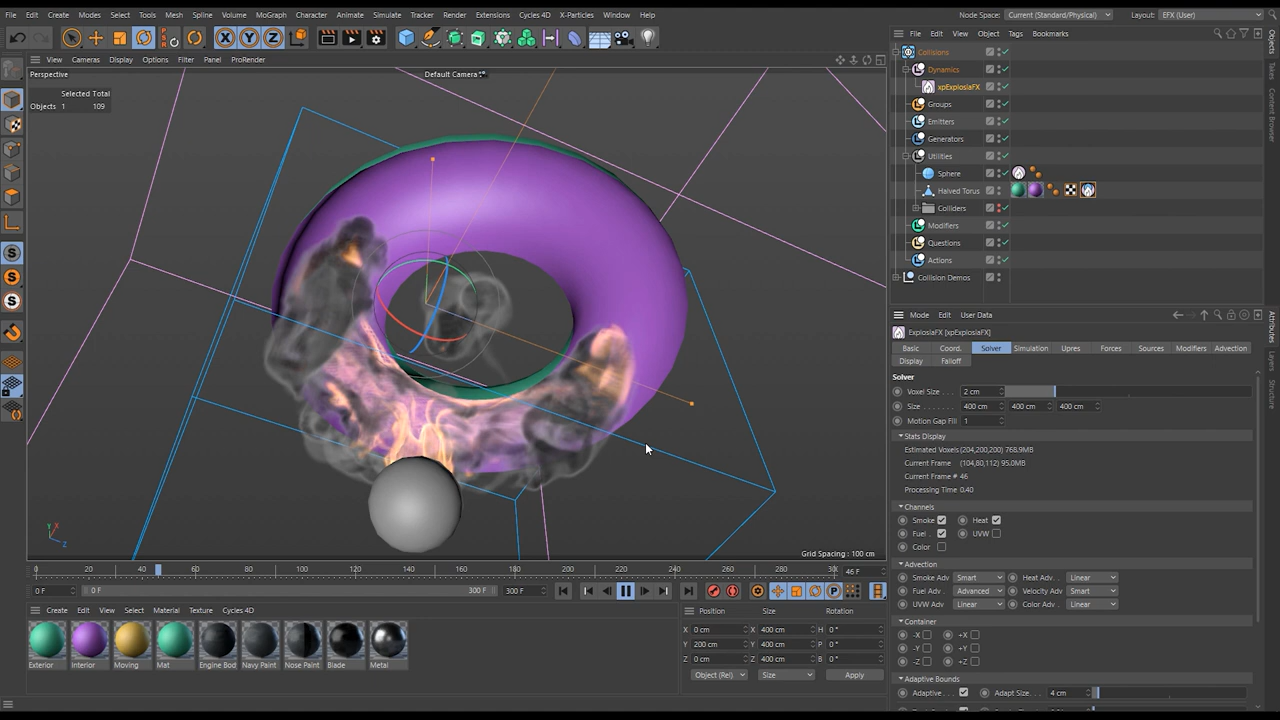 File Edit Create Modes Select Tools Mesh Spline Volume MoGraph Character Animate Simulate Tracker Render Extensions Cycles 4D X-Particles Window Help
Node Space: Current (Standard/Physical) Layout: EFX (User)
X Y Z
File Edit View Object Tags Bookmarks
View Cameras Display Options Filter Panel ProRender
Perspective
Default Camera
Selected Total
Objects 1 109
Collisions
Dynamics
xpExplosiaFX
Groups
Emitters
Generators
Utilities
Sphere
Halved Torus
Colliders
Modifiers
Questions
Actions
Collision Demos
Objects
Takes
Content Browser
Attributes
Layers
Structure
Mode Edit User Data
ExplosiaFX [xpExplosiaFX]
Basic Coord. Solver Simulation Upres Forces Sources Modifiers Advection
Display Falloff
Solver
Voxel Size . . . 2 cm
Size . . . . . . . 400 cm 400 cm 400 cm
Motion Gap Fill 1
Stats Display
Estimated Voxels (204,200,200) 768.9MB
Current Frame (104,80,112) 95.0MB
Current Frame # 46
Processing Time 0.40
Channels
Smoke Heat
Fuel . UVW
Color
Advection
Smoke Adv Smart Heat Adv. Linear
Fuel Adv . Advanced Velocity Adv Smart
UVW Adv Linear Color Adv Linear
Container
-X +X
-Y +Y
-Z +Z
Adaptive Bounds
Adaptive . . Adapt Size. . 4 cm
Y X
Z
Grid Spacing : 100 cm
0 20 40 60 80 100 120 140 160 180 200 220 240 260 280 30 46 F
0 F 0 F 300 F 300 F
P
Create Edit View Select Material Texture Cycles 4D
Exterior Interior Moving Mat Engine Body Navy Paint Nose Paint Blade Metal
Position Size Rotation
X 0 cm X 400 cm H 0 °
Y 200 cm Y 400 cm P 0 °
Z 0 cm Z 400 cm B 0 °
Object (Rel) Size Apply